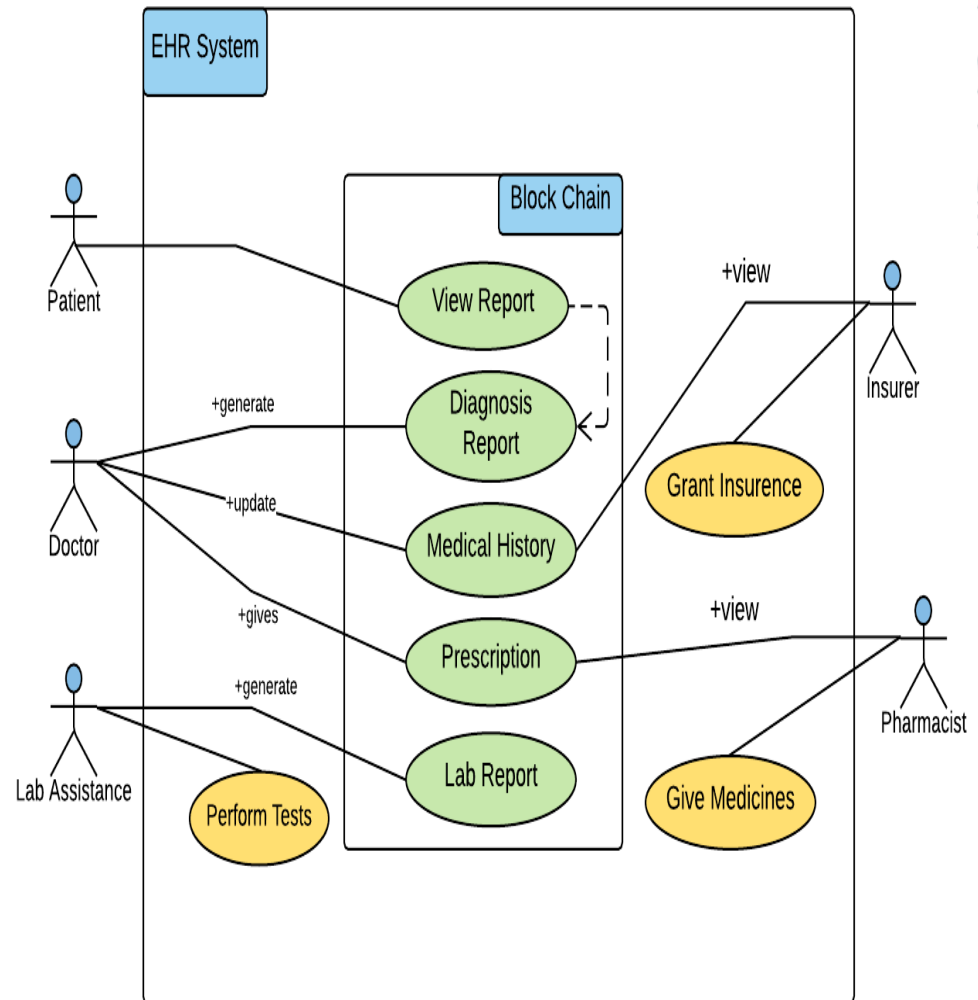 EHR System
Block Chain
Patient
View Report
+view
Insurer
+generate
Diagnosis
Report
Doctor
+update
Medical History
Grant Insurence
+gives
Prescription
+view
Pharmacist
+generate
Lab Assistance
Lab Report
Perform Tests
Give Medicines